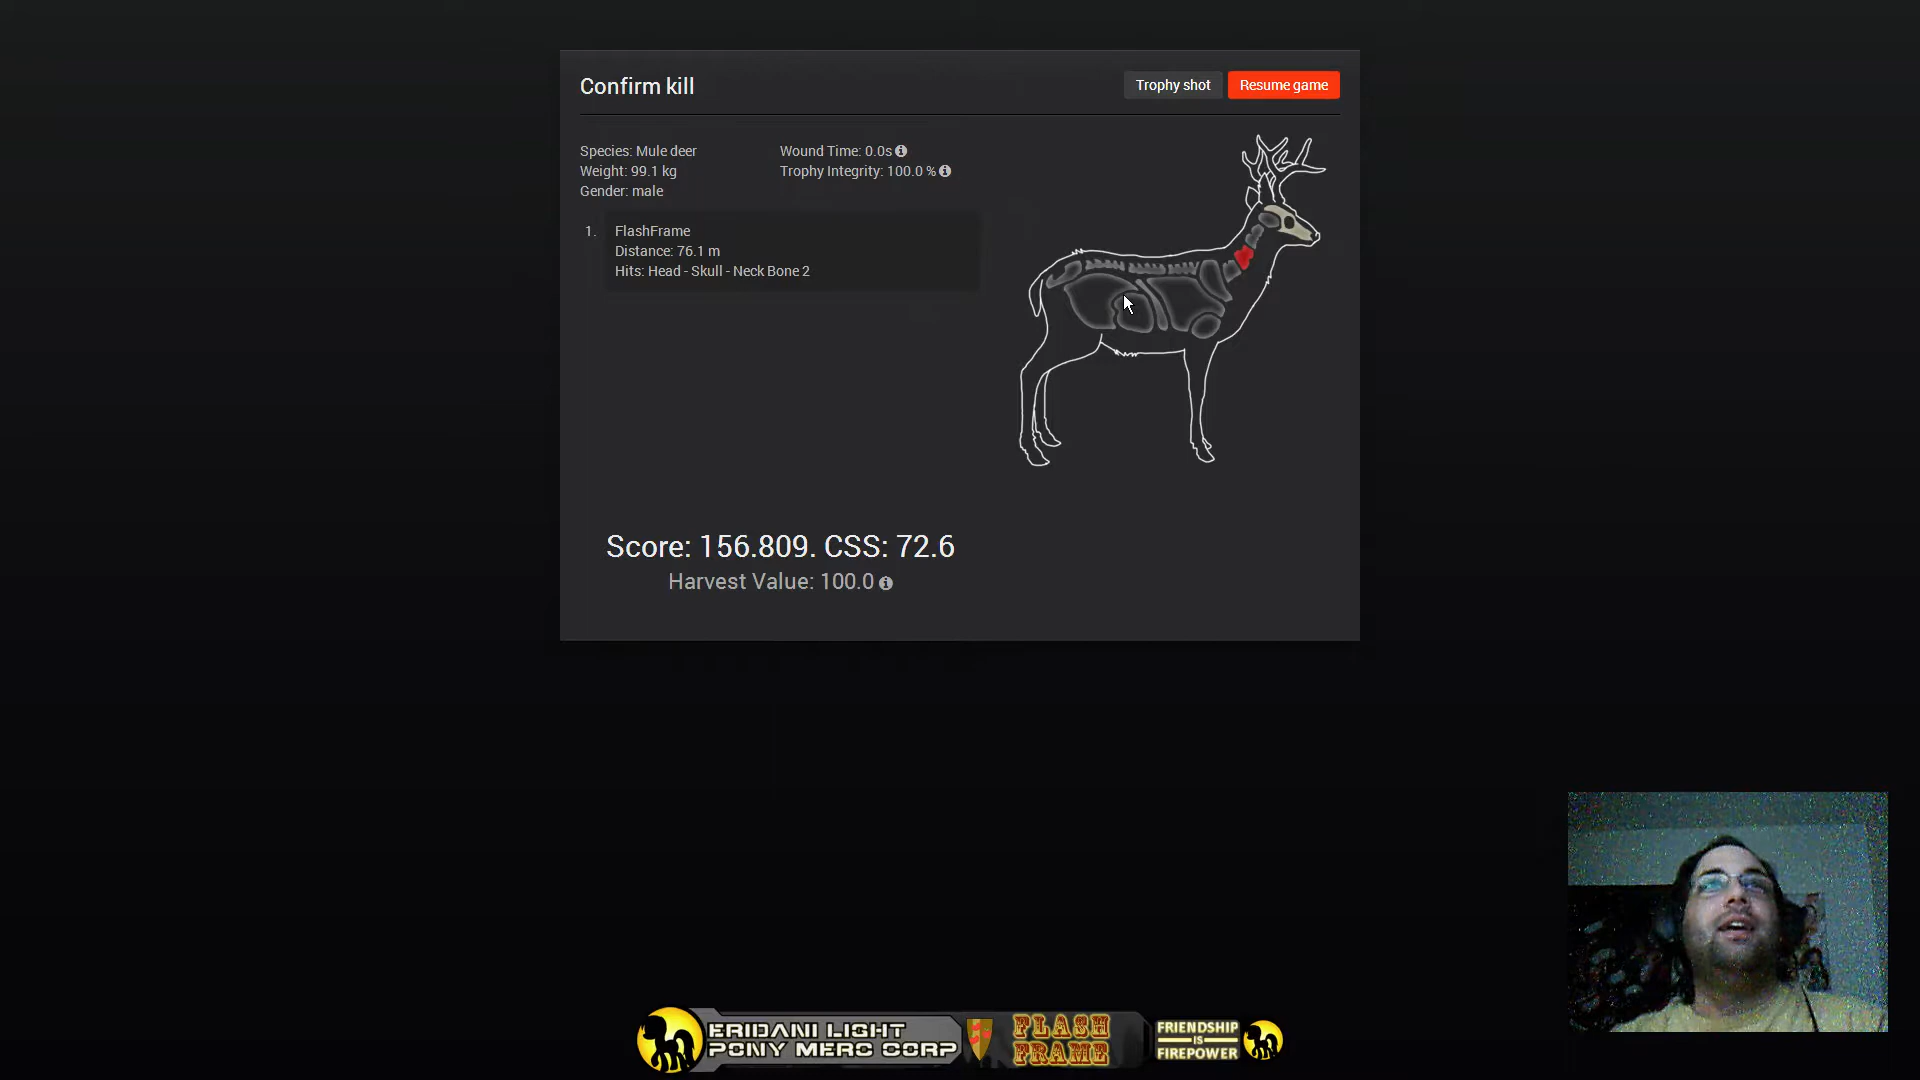 Confirm kill
Trophy shot
Resume game
Species: Mule deer
Weight: 99.1 kg
Gender: male
Wound Time: 0.0s
Trophy Integrity: 100.0 %
1. FlashFrame
Distance: 76.1 m
Hits: Head - Skull - Neck Bone 2
Score: 156.809. CSS: 72.6
Harvest Value: 100.0
ERIDANI LIGHT
PONY MERC CORP
FLASH
FRAME
FRIENDSHIP
IS
FIREPOWER